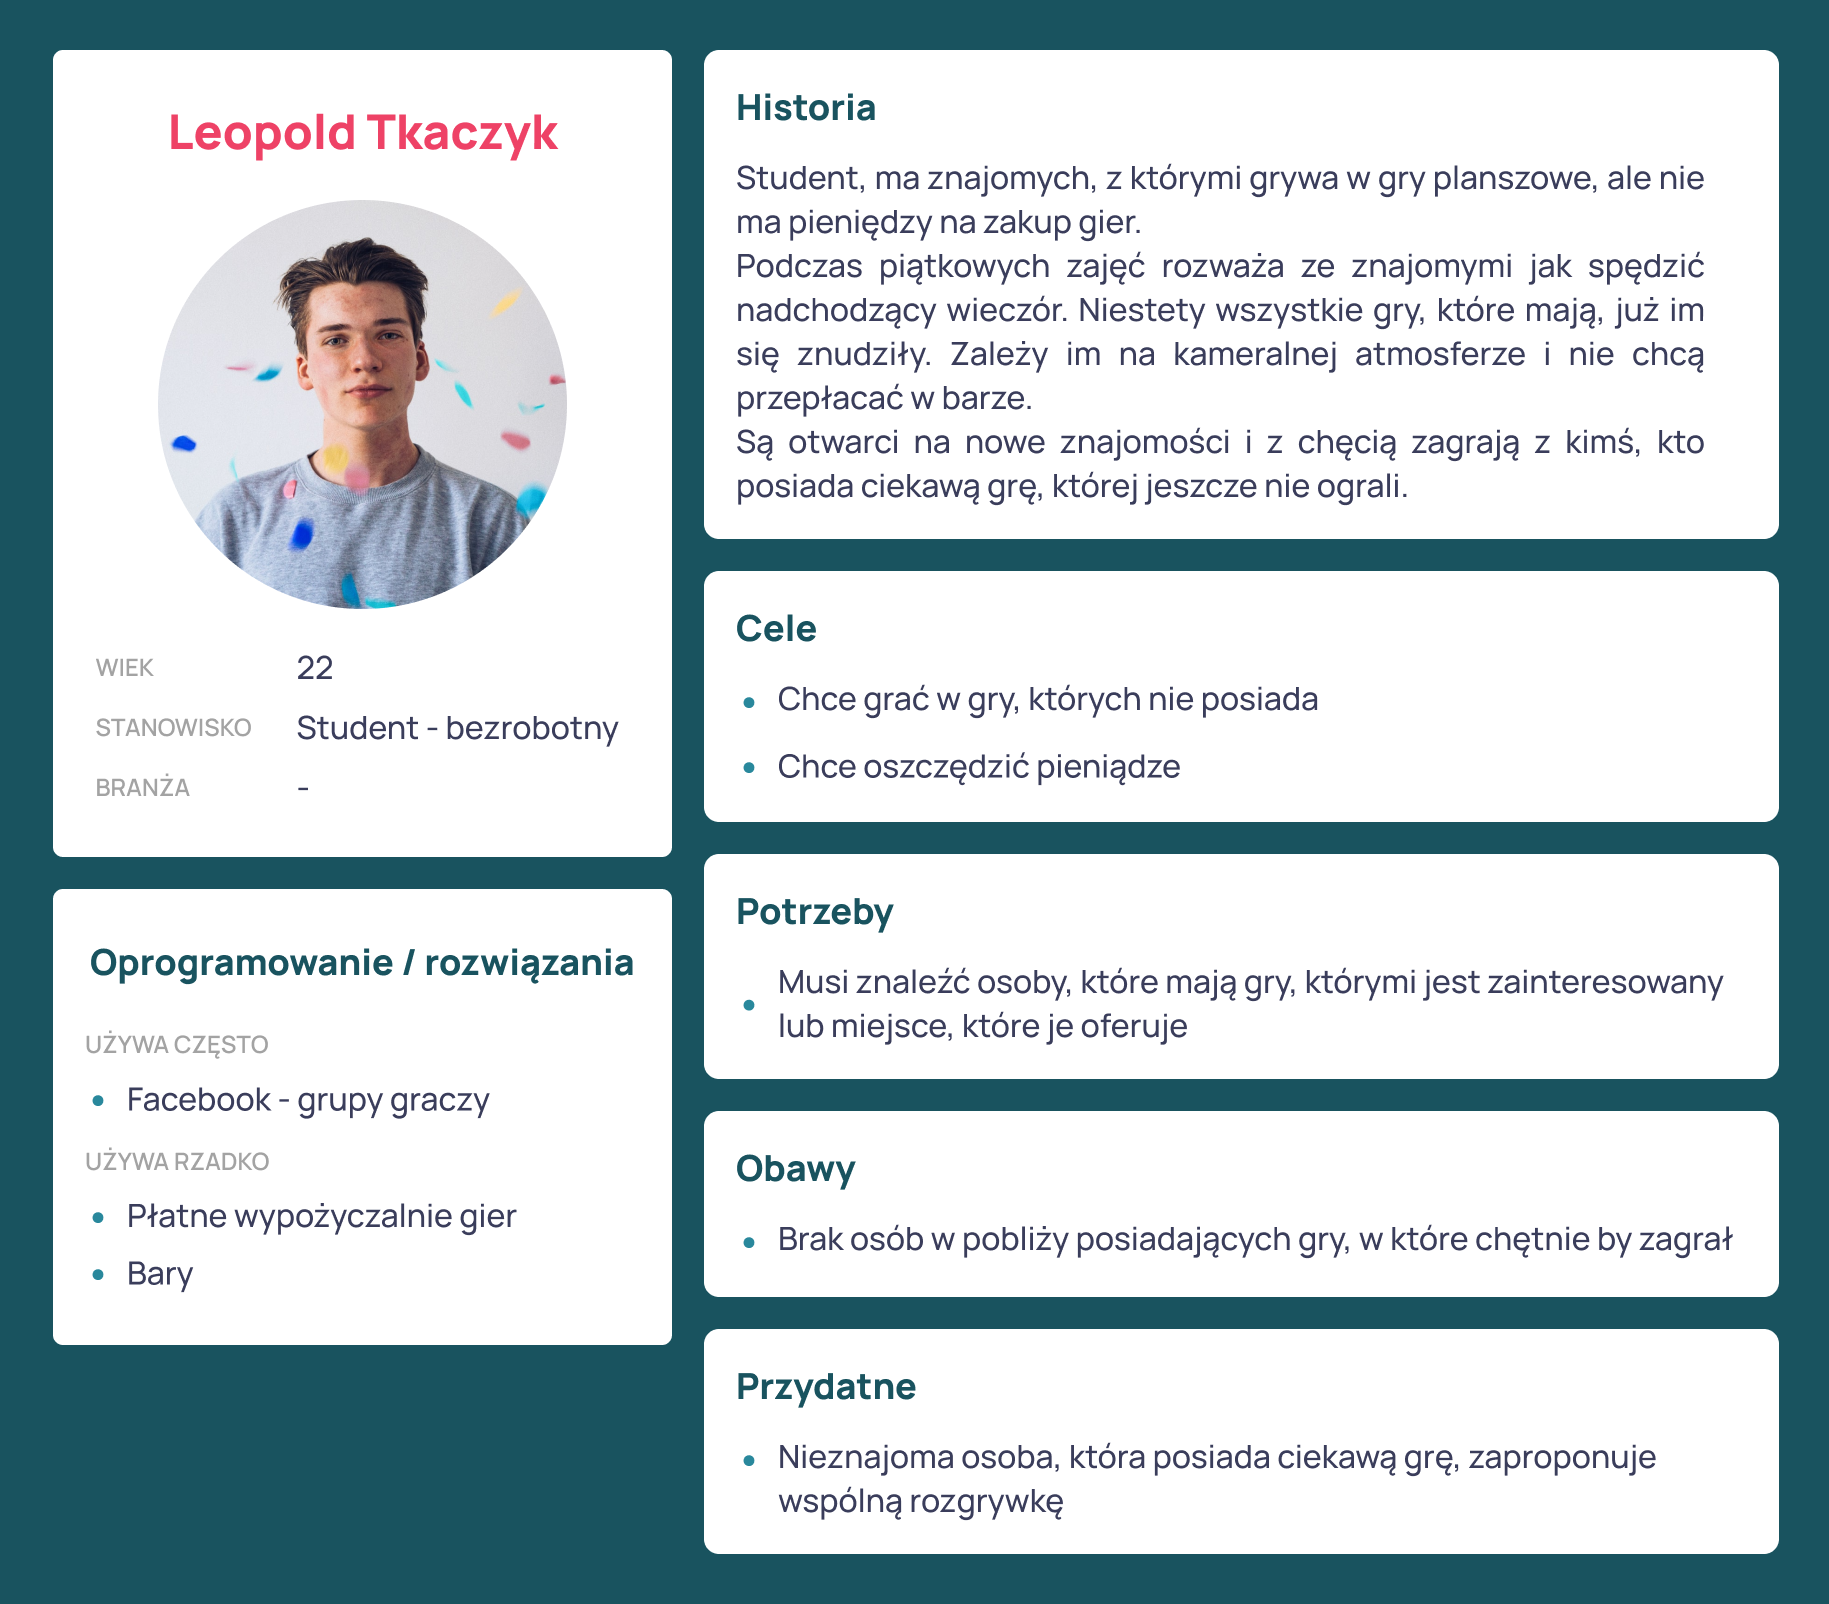 Leopold Tkaczyk
WIEK 22
STANOWISKO Student - bezrobotny
BRANŻA -
Oprogramowanie / rozwiązania
UŻYWA CZĘSTO
• Facebook - grupy graczy
UŻYWA RZADKO
• Płatne wypożyczalnie gier
• Bary
Historia
Student, ma znajomych, z którymi grywa w gry planszowe, ale nie
ma pieniędzy na zakup gier.
Podczas piątkowych zajęć rozważa ze znajomymi jak spędzić
nadchodzący wieczór. Niestety wszystkie gry, które mają, już im
się znudziły. Zależy im na kameralnej atmosferze i nie chcą
przepłacać w barze.
Są otwarci na nowe znajomości i z chęcią zagrają z kimś, kto
posiada ciekawą grę, której jeszcze nie ograli.
Cele
• Chce grać w gry, których nie posiada
• Chce oszczędzić pieniądze
Potrzeby
• Musi znaleźć osoby, które mają gry, którymi jest zainteresowany
lub miejsce, które je oferuje
Obawy
• Brak osób w pobliży posiadających gry, w które chętnie by zagrał
Przydatne
• Nieznajoma osoba, która posiada ciekawą grę, zaproponuje
wspólną rozgrywkę